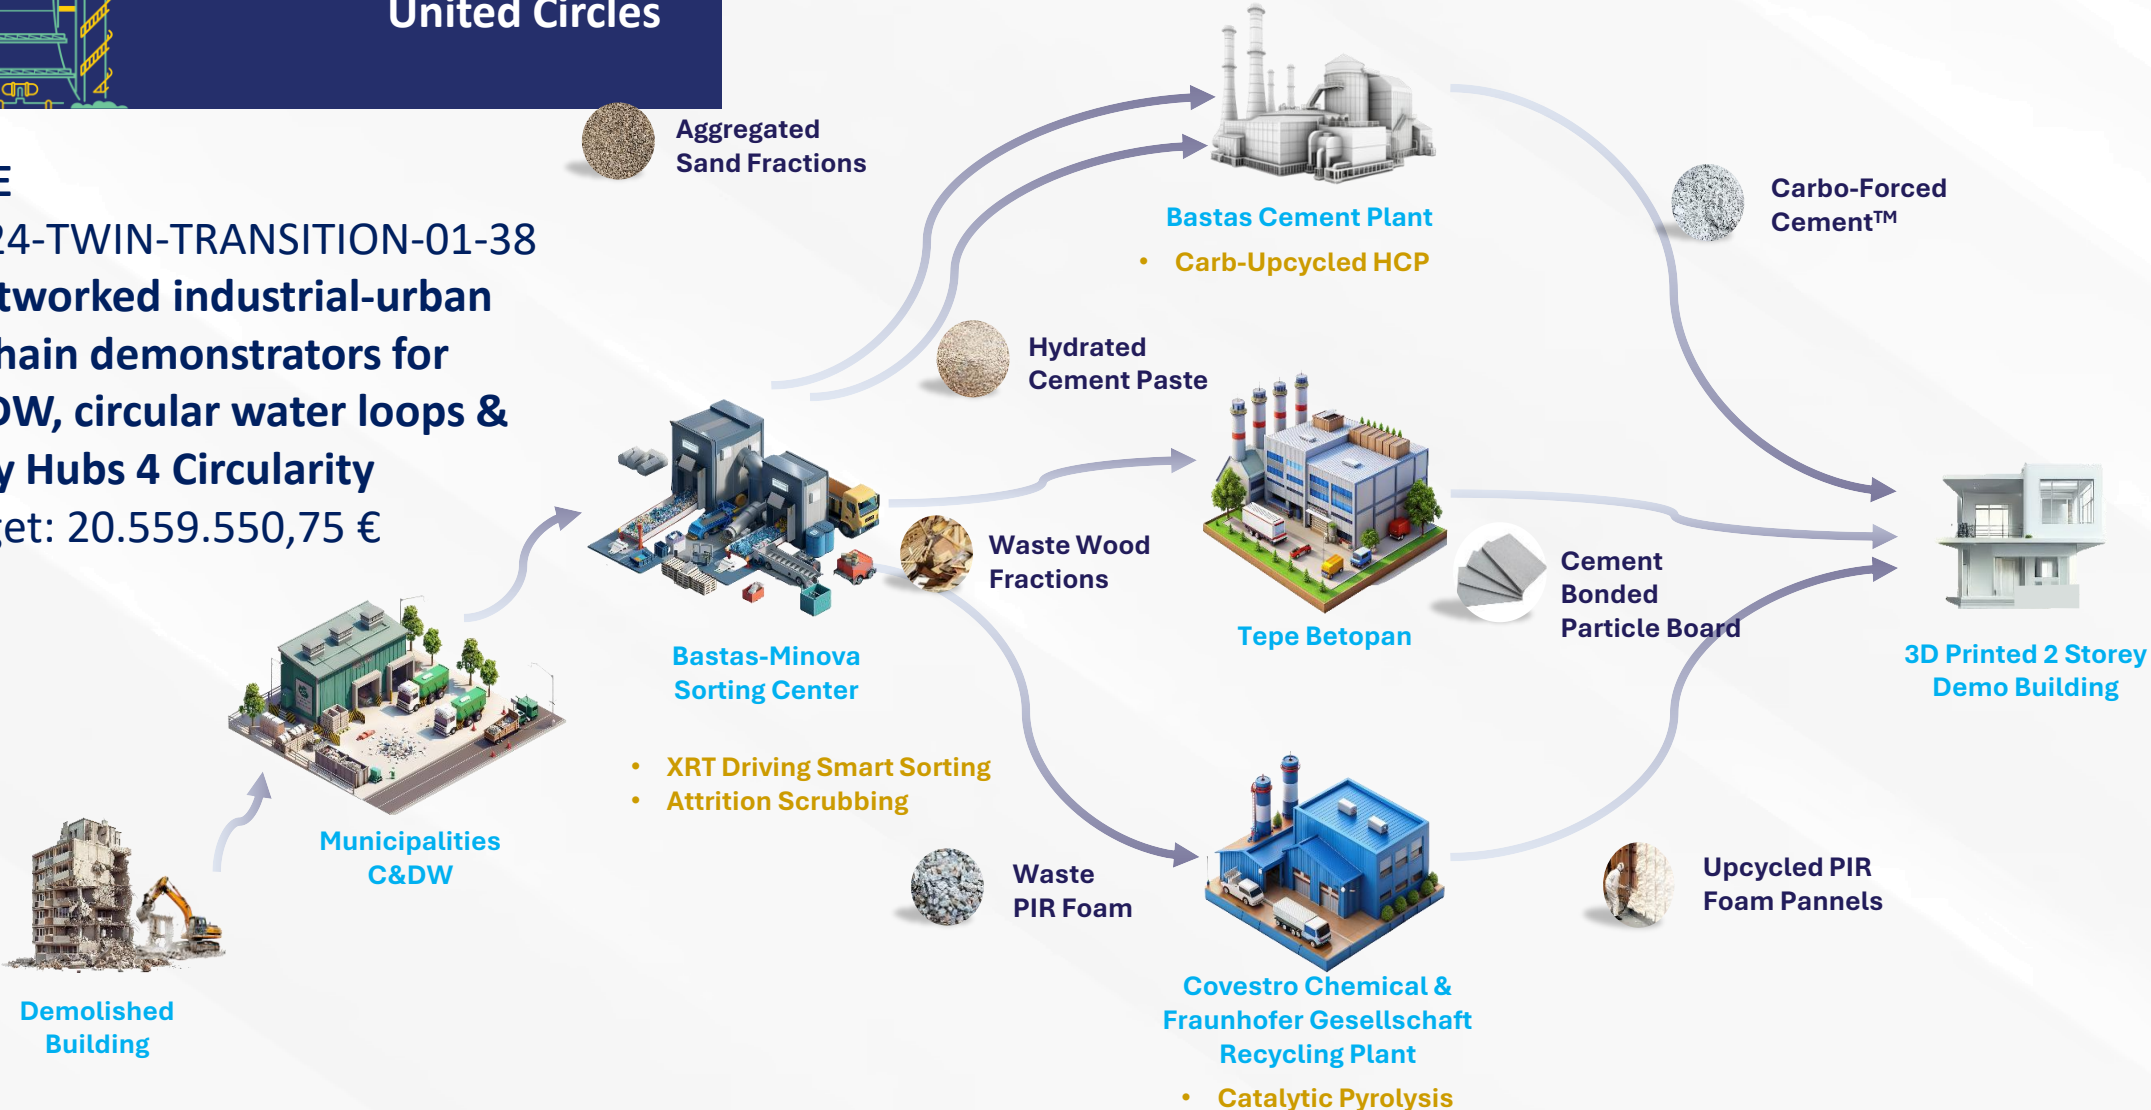 United Circles
E
24-TWIN-TRANSITION-01-38
tworked industrial-urban
hain demonstrators for
DW, circular water loops &
y Hubs 4 Circularity
get: 20.559.550,75 €
Aggregated
Sand Fractions
Bastas Cement Plant
• Carb-Upcycled HCP
Carbo-Forced
Cement™
Hydrated
Cement Paste
Waste Wood
Fractions
Tepe Betopan
Cement
Bonded
Particle Board
3D Printed 2 Storey
Demo Building
Bastas-Minova
Sorting Center
• XRT Driving Smart Sorting
• Attrition Scrubbing
Municipalities
C&DW
Waste
PIR Foam
Upcycled PIR
Foam Pannels
Demolished
Building
Covestro Chemical &
Fraunhofer Gesellschaft
Recycling Plant
• Catalytic Pyrolysis